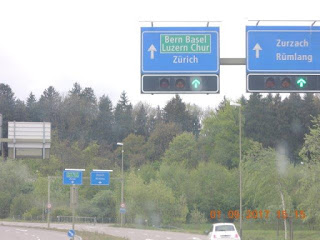 Bern Basel
Luzern Chur
Zürich
Zurzach
Rümlang